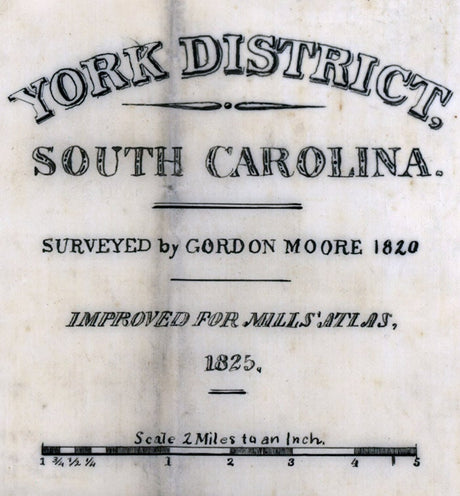 YORK DISTRICT,
SOUTH CAROLINA.
SURVEYED by GORDON MOORE 1820
IMPROVED FOR MILLS' ATLAS,
1825.
Scale 2 Miles to an Inch.
1 ¾ ½ ¼ 1 2 3 4 5